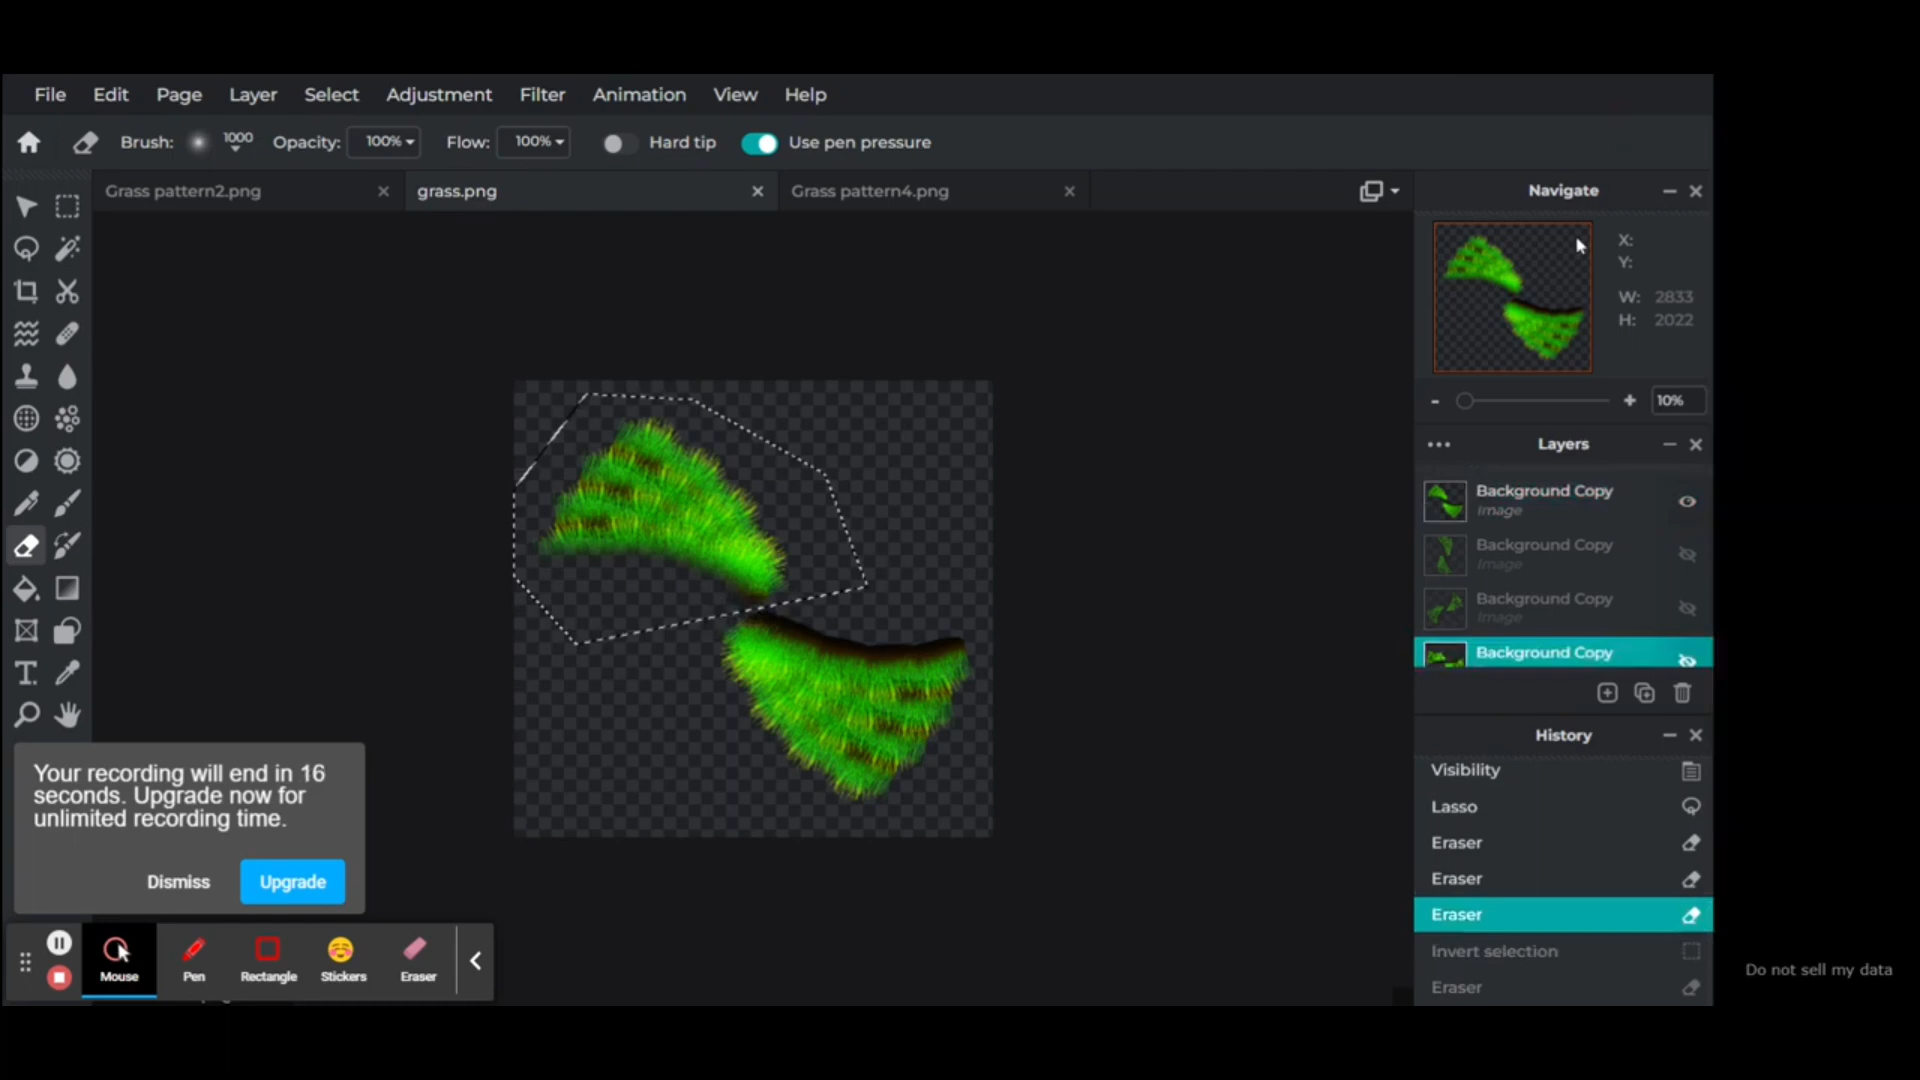 File Edit Page Layer Select Adjustment Filter Animation View Help
Brush: 1000 Opacity: 100% Flow: 100% Hard tip Use pen pressure
Grass pattern2.png grass.png Grass pattern4.png
Navigate
X:
Y:
W: 2833
H: 2022
10%
Layers
Background Copy
Image
Background Copy
Image
Background Copy
Image
Background Copy
History
Visibility
Lasso
Eraser
Eraser
Eraser
Invert selection
Eraser
Your recording will end in 16
seconds. Upgrade now for
unlimited recording time.
Dismiss Upgrade
Mouse Pen Rectangle Stickers Eraser
Do not sell my data